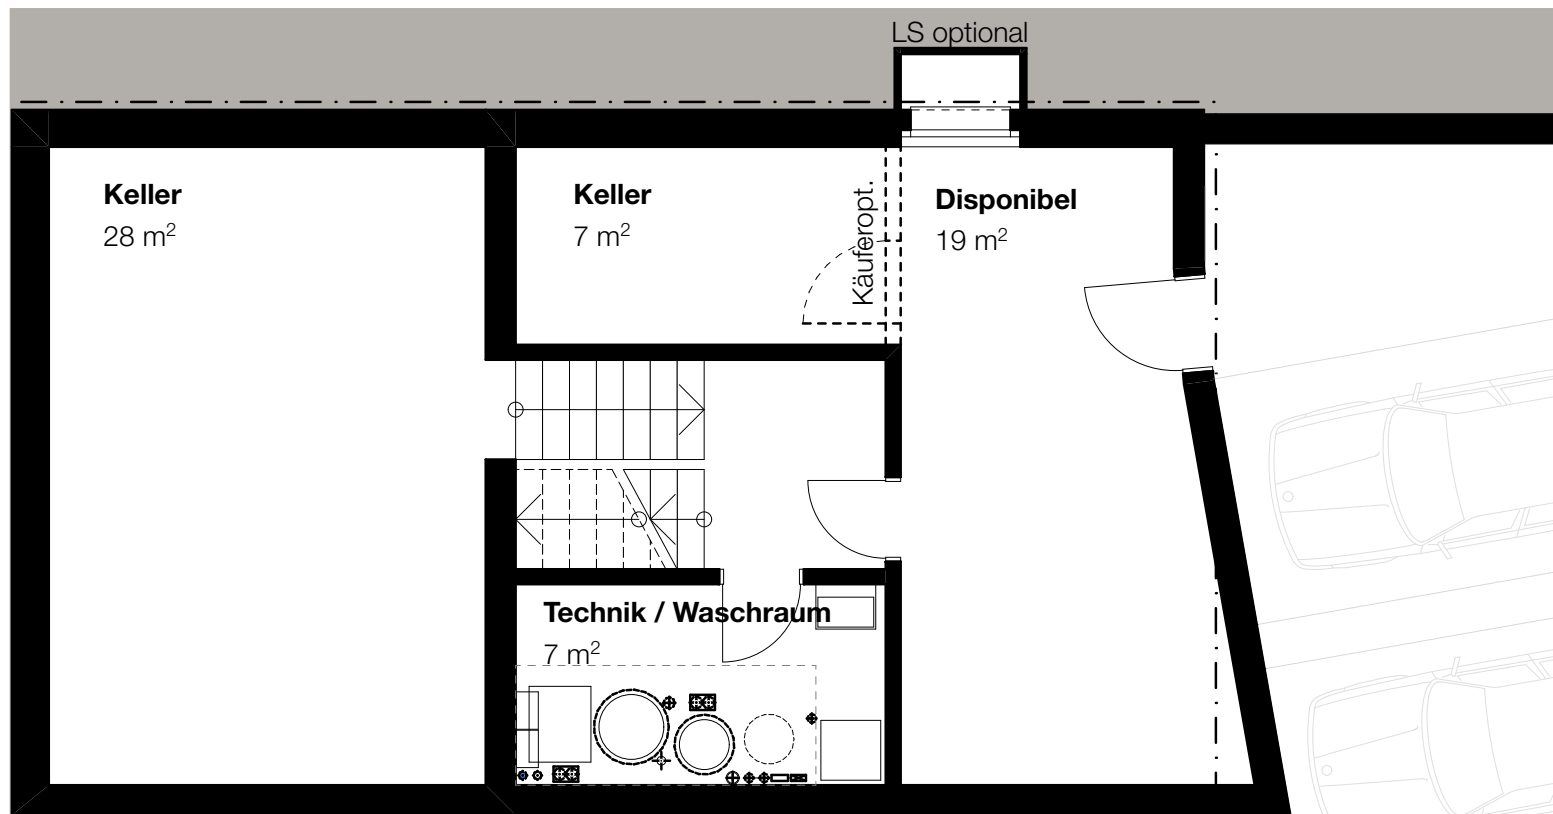 LS optional
Keller
28 m²
Keller
7 m²
Käuferopt.
Disponibel
19 m²
Technik / Waschraum
7 m²